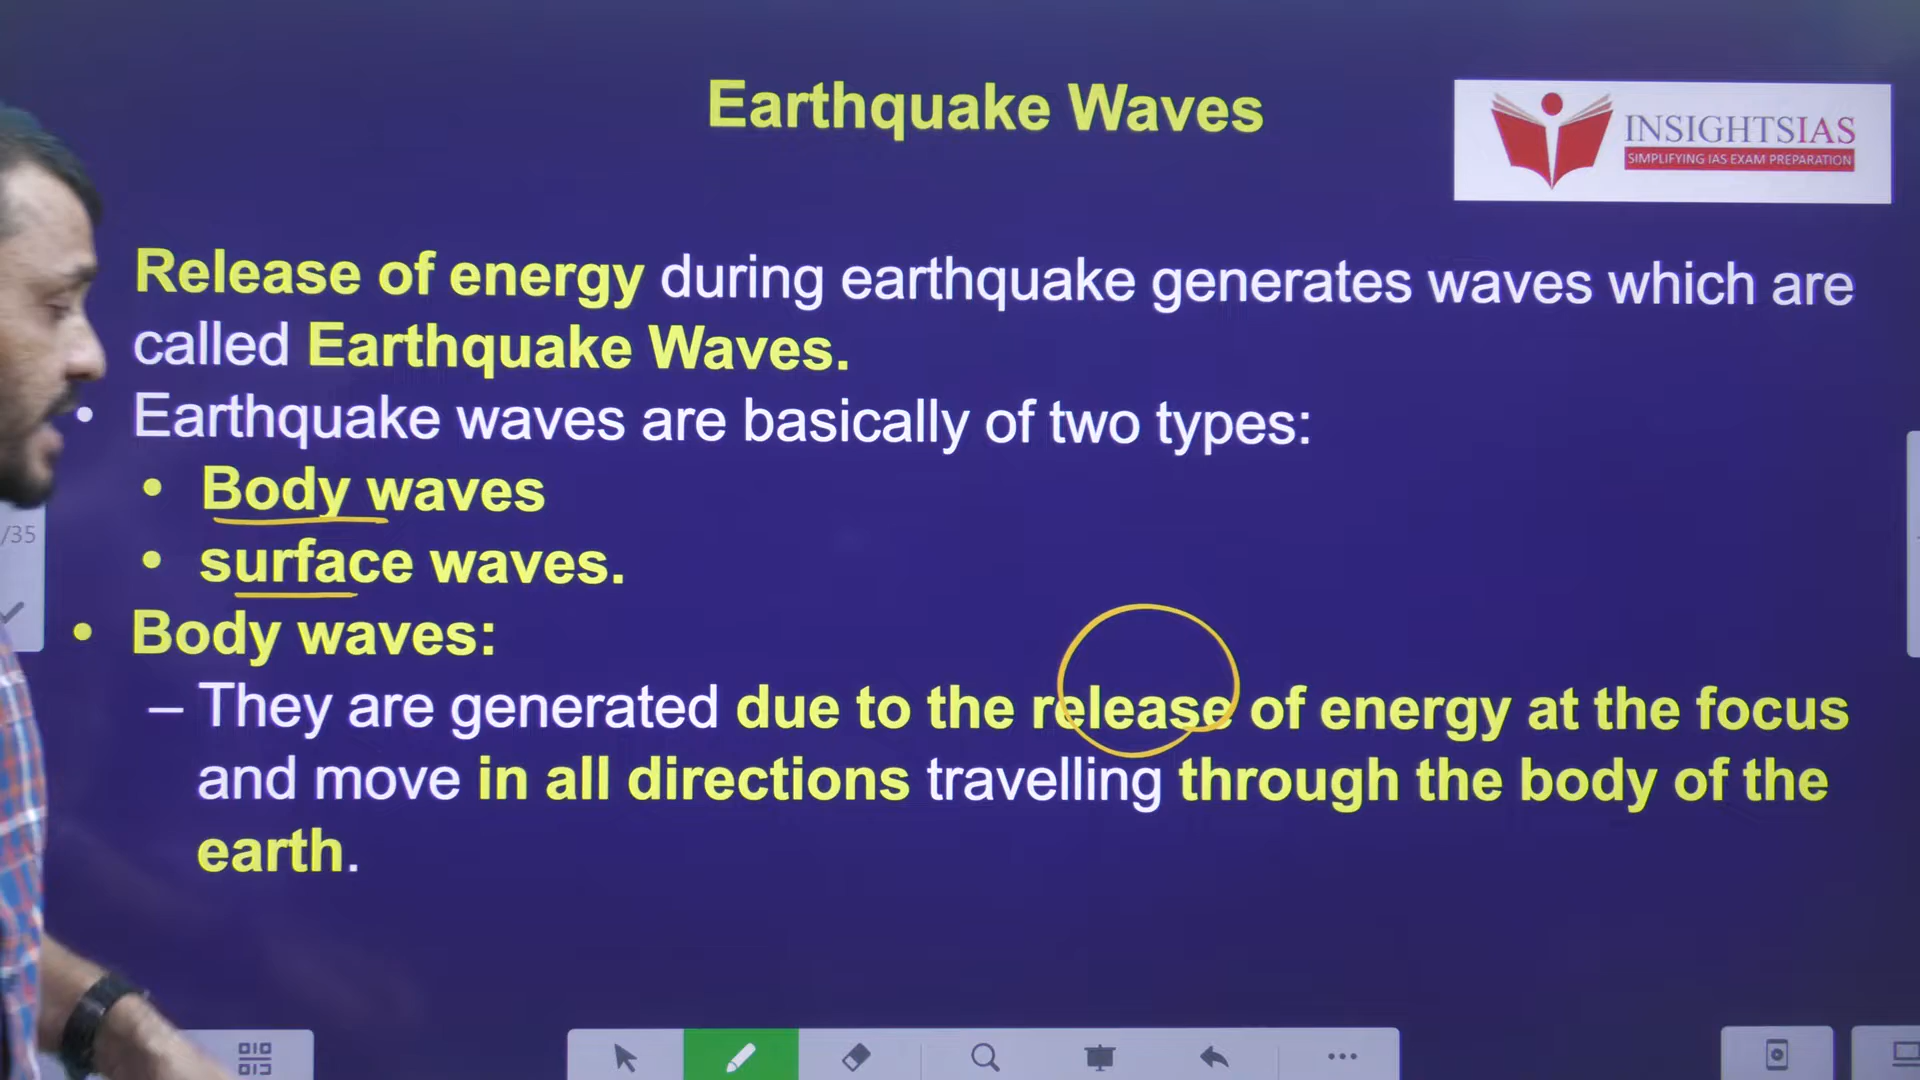 Earthquake Waves
INSIGHTSIAS
SIMPLIFYING IAS EXAM PREPARATION
Release of energy during earthquake generates waves which are
called Earthquake Waves.
• Earthquake waves are basically of two types:
• Body waves
• surface waves.
• Body waves:
– They are generated due to the release of energy at the focus
and move in all directions travelling through the body of the
earth.
/35